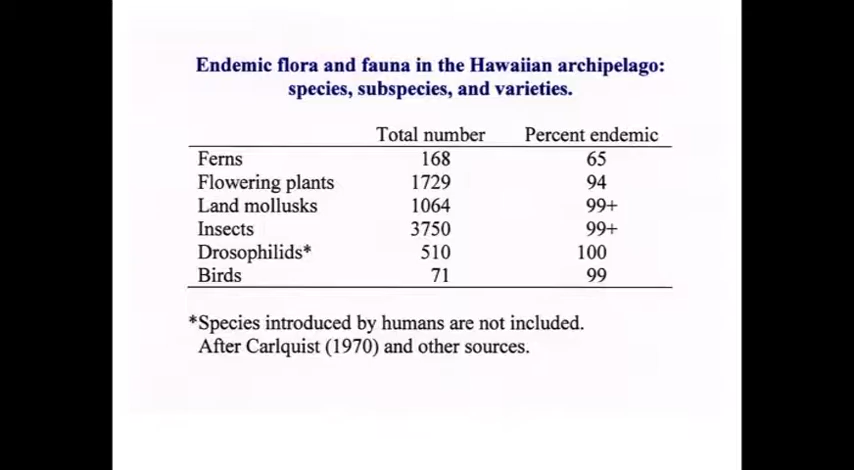 Endemic flora and fauna in the Hawaiian archipelago:
species, subspecies, and varieties.
Total number Percent endemic
Ferns 168 65
Flowering plants 1729 94
Land mollusks 1064 99+
Insects 3750 99+
Drosophilids* 510 100
Birds 71 99
*Species introduced by humans are not included.
After Carlquist (1970) and other sources.